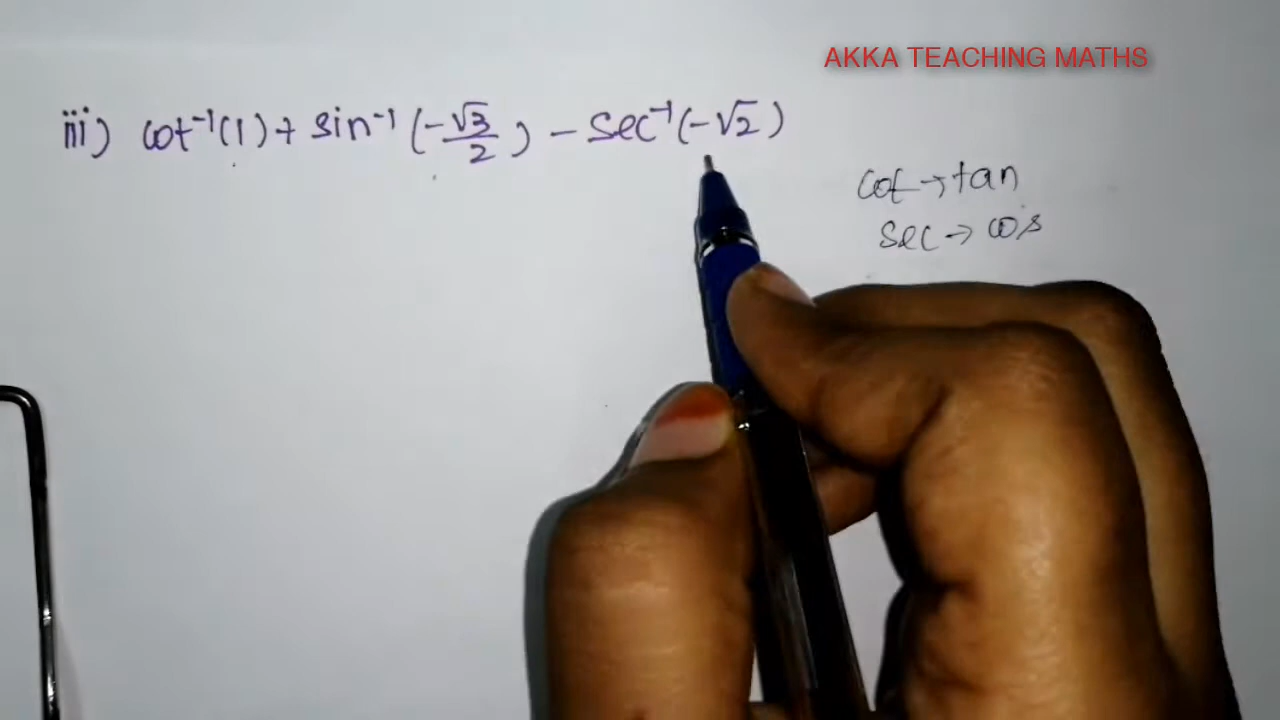 AKKA TEACHING MATHS
iii) cot⁻¹(1) + sin⁻¹(-√3/2) - sec⁻¹(-√2)
cot → tan
sec → cos